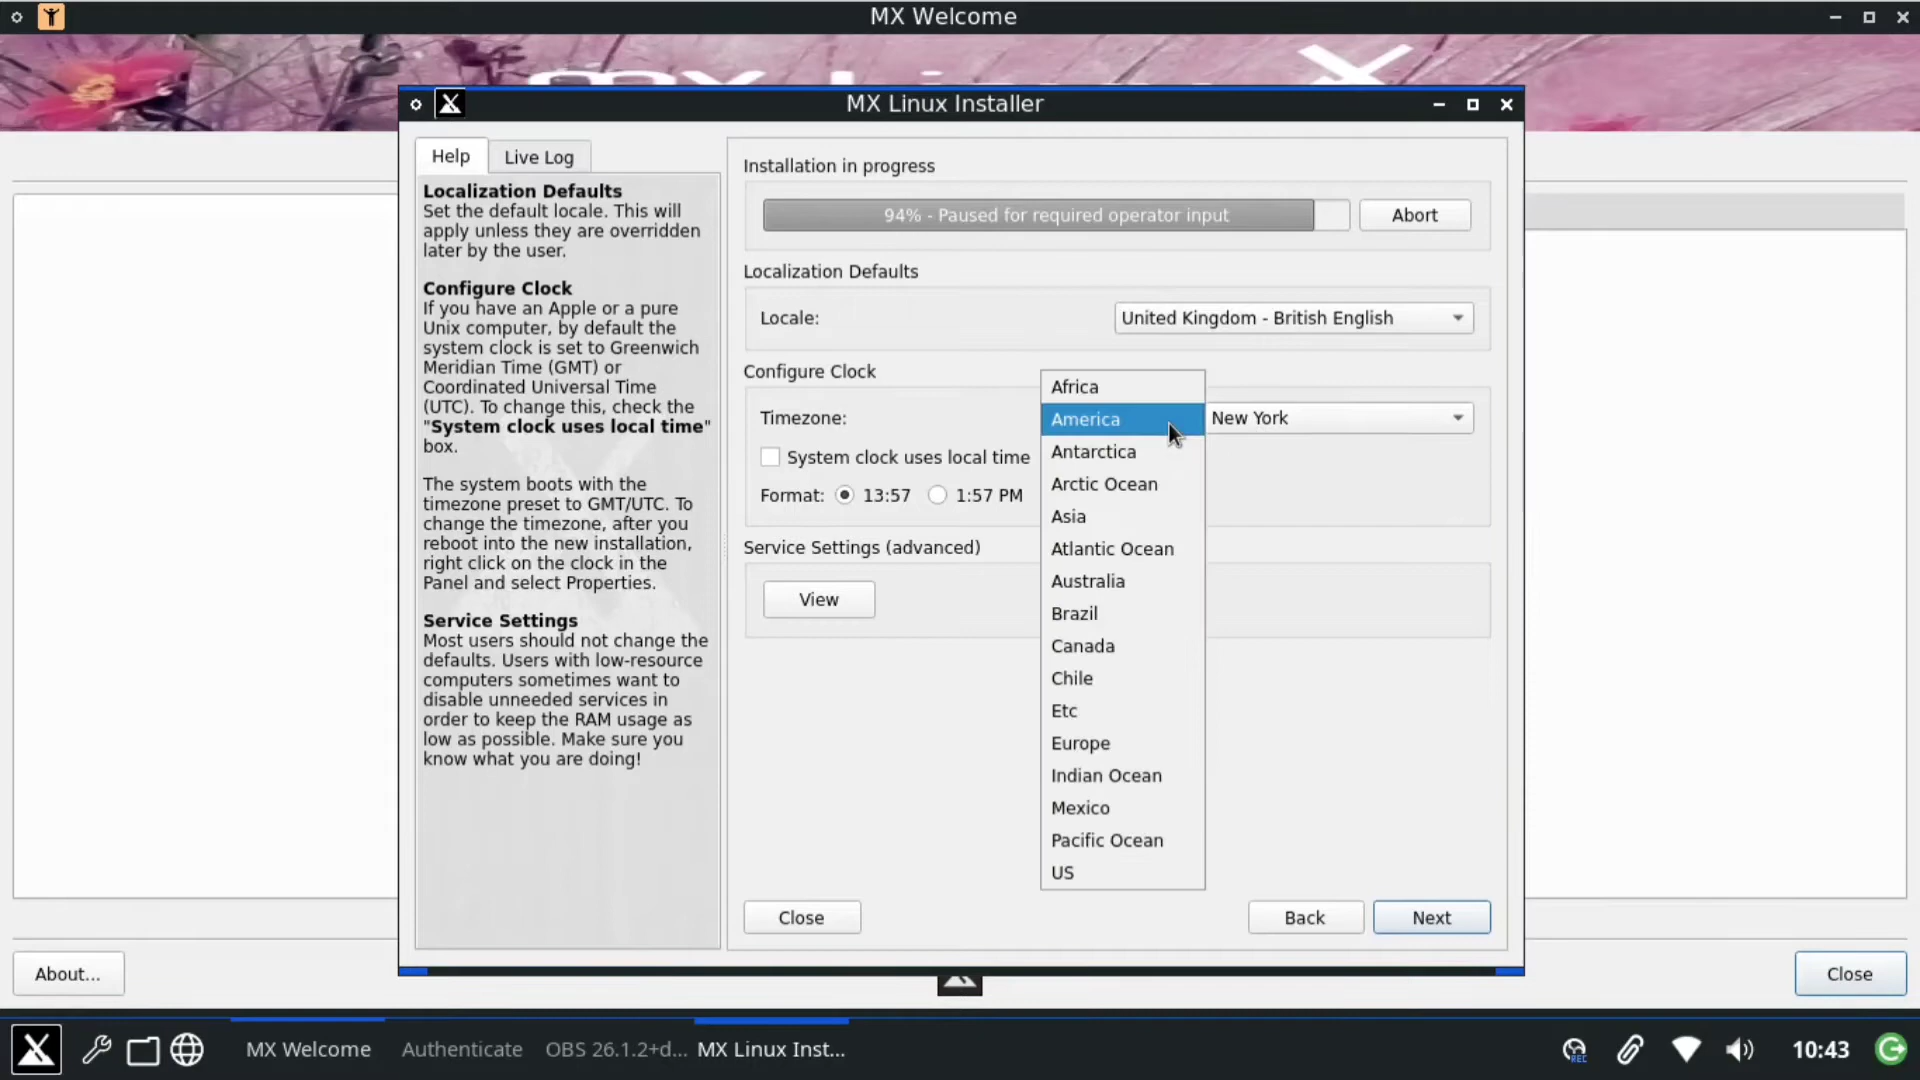 MX Welcome
MX Linux Installer
Help
Live Log
Localization Defaults
Set the default locale. This will
apply unless they are overridden
later by the user.
Configure Clock
If you have an Apple or a pure
Unix computer, by default the
system clock is set to Greenwich
Meridian Time (GMT) or
Coordinated Universal Time
(UTC). To change this, check the
"System clock uses local time"
box.
The system boots with the
timezone preset to GMT/UTC. To
change the timezone, after you
reboot into the new installation,
right click on the clock in the
Panel and select Properties.
Service Settings
Most users should not change the
defaults. Users with low-resource
computers sometimes want to
disable unneeded services in
order to keep the RAM usage as
low as possible. Make sure you
know what you are doing!
Installation in progress
94% - Paused for required operator input
Abort
Localization Defaults
Locale:
United Kingdom - British English
Configure Clock
Timezone:
New York
System clock uses local time
Format:
13:57
1:57 PM
Africa
America
Antarctica
Arctic Ocean
Asia
Atlantic Ocean
Australia
Brazil
Canada
Chile
Etc
Europe
Indian Ocean
Mexico
Pacific Ocean
US
Service Settings (advanced)
View
Close
Back
Next
About...
Close
MX Welcome
Authenticate
OBS 26.1.2+d...
MX Linux Inst...
REC
10:43